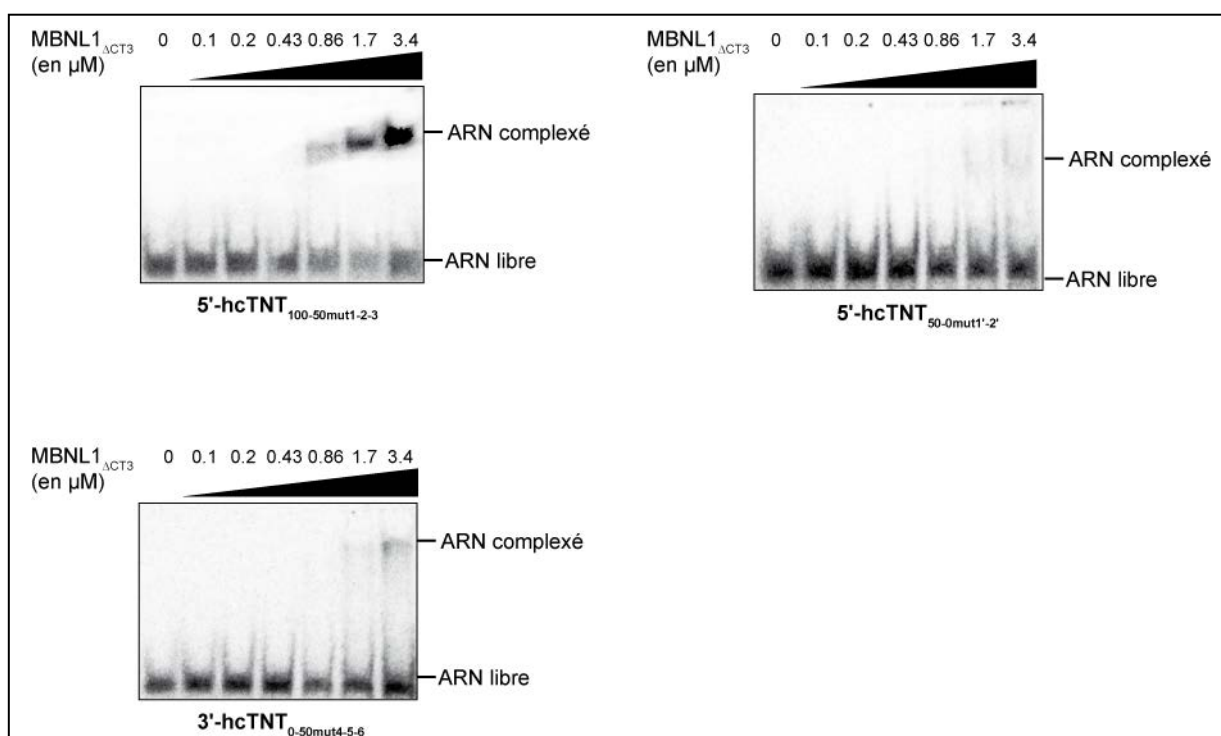 MBNL1ΔCT3 0 0.1 0.2 0.43 0.86 1.7 3.4
(en µM)
ARN complexé
ARN libre
5'-hcTNT100-50mut1-2-3
MBNL1ΔCT3 0 0.1 0.2 0.43 0.86 1.7 3.4
(en µM)
ARN complexé
ARN libre
5'-hcTNT50-0mut1'-2'
MBNL1ΔCT3 0 0.1 0.2 0.43 0.86 1.7 3.4
(en µM)
ARN complexé
ARN libre
3'-hcTNT0-50mut4-5-6